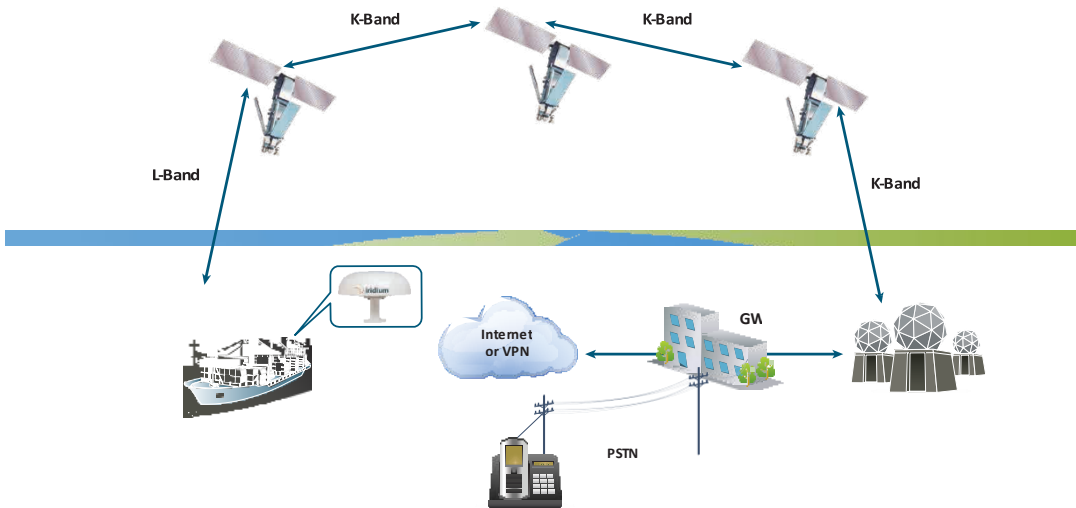 K-Band
K-Band
L-Band
K-Band
iridium
Internet
or VPN
GW
PSTN